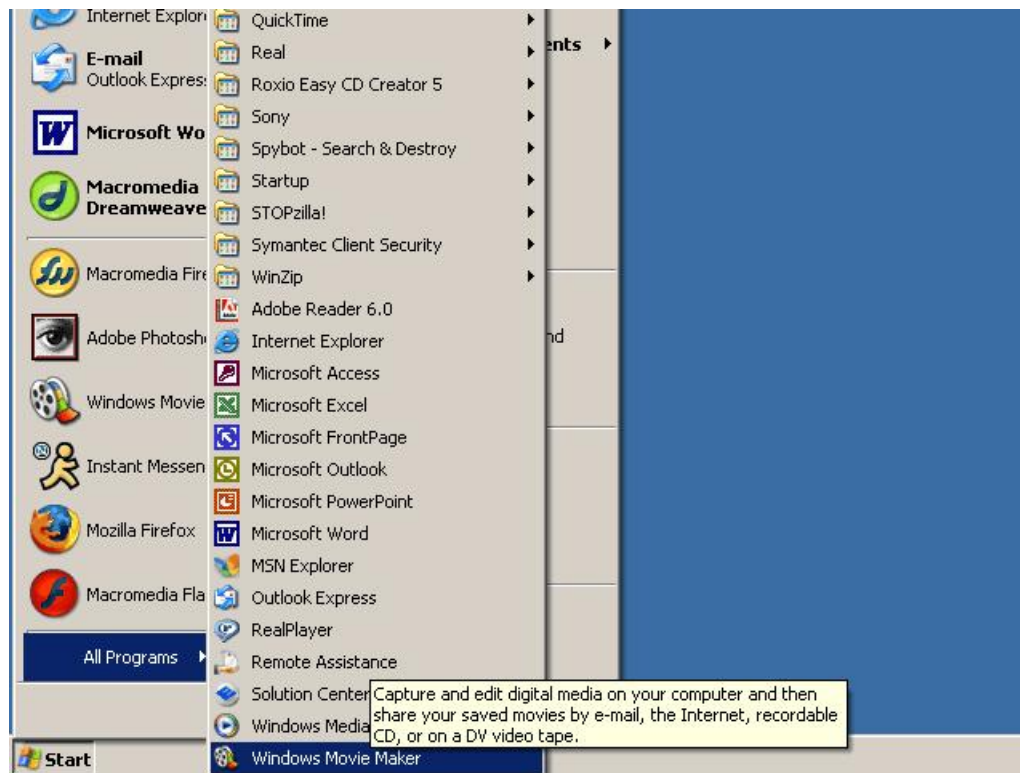 Internet Explor
E-mail
Outlook Expres
Microsoft Wo
Macromedia
Dreamweave
Macromedia Fire
Adobe Photosh
Windows Movie
Instant Messen
Mozilla Firefox
Macromedia Fla
All Programs
Start
QuickTime
Real
Roxio Easy CD Creator 5
Sony
Spybot - Search & Destroy
Startup
STOPzilla!
Symantec Client Security
WinZip
Adobe Reader 6.0
Internet Explorer
Microsoft Access
Microsoft Excel
Microsoft FrontPage
Microsoft Outlook
Microsoft PowerPoint
Microsoft Word
MSN Explorer
Outlook Express
RealPlayer
Remote Assistance
Solution Center
Windows Media
Windows Movie Maker
Capture and edit digital media on your computer and then
share your saved movies by e-mail, the Internet, recordable
CD, or on a DV video tape.
ents
nd